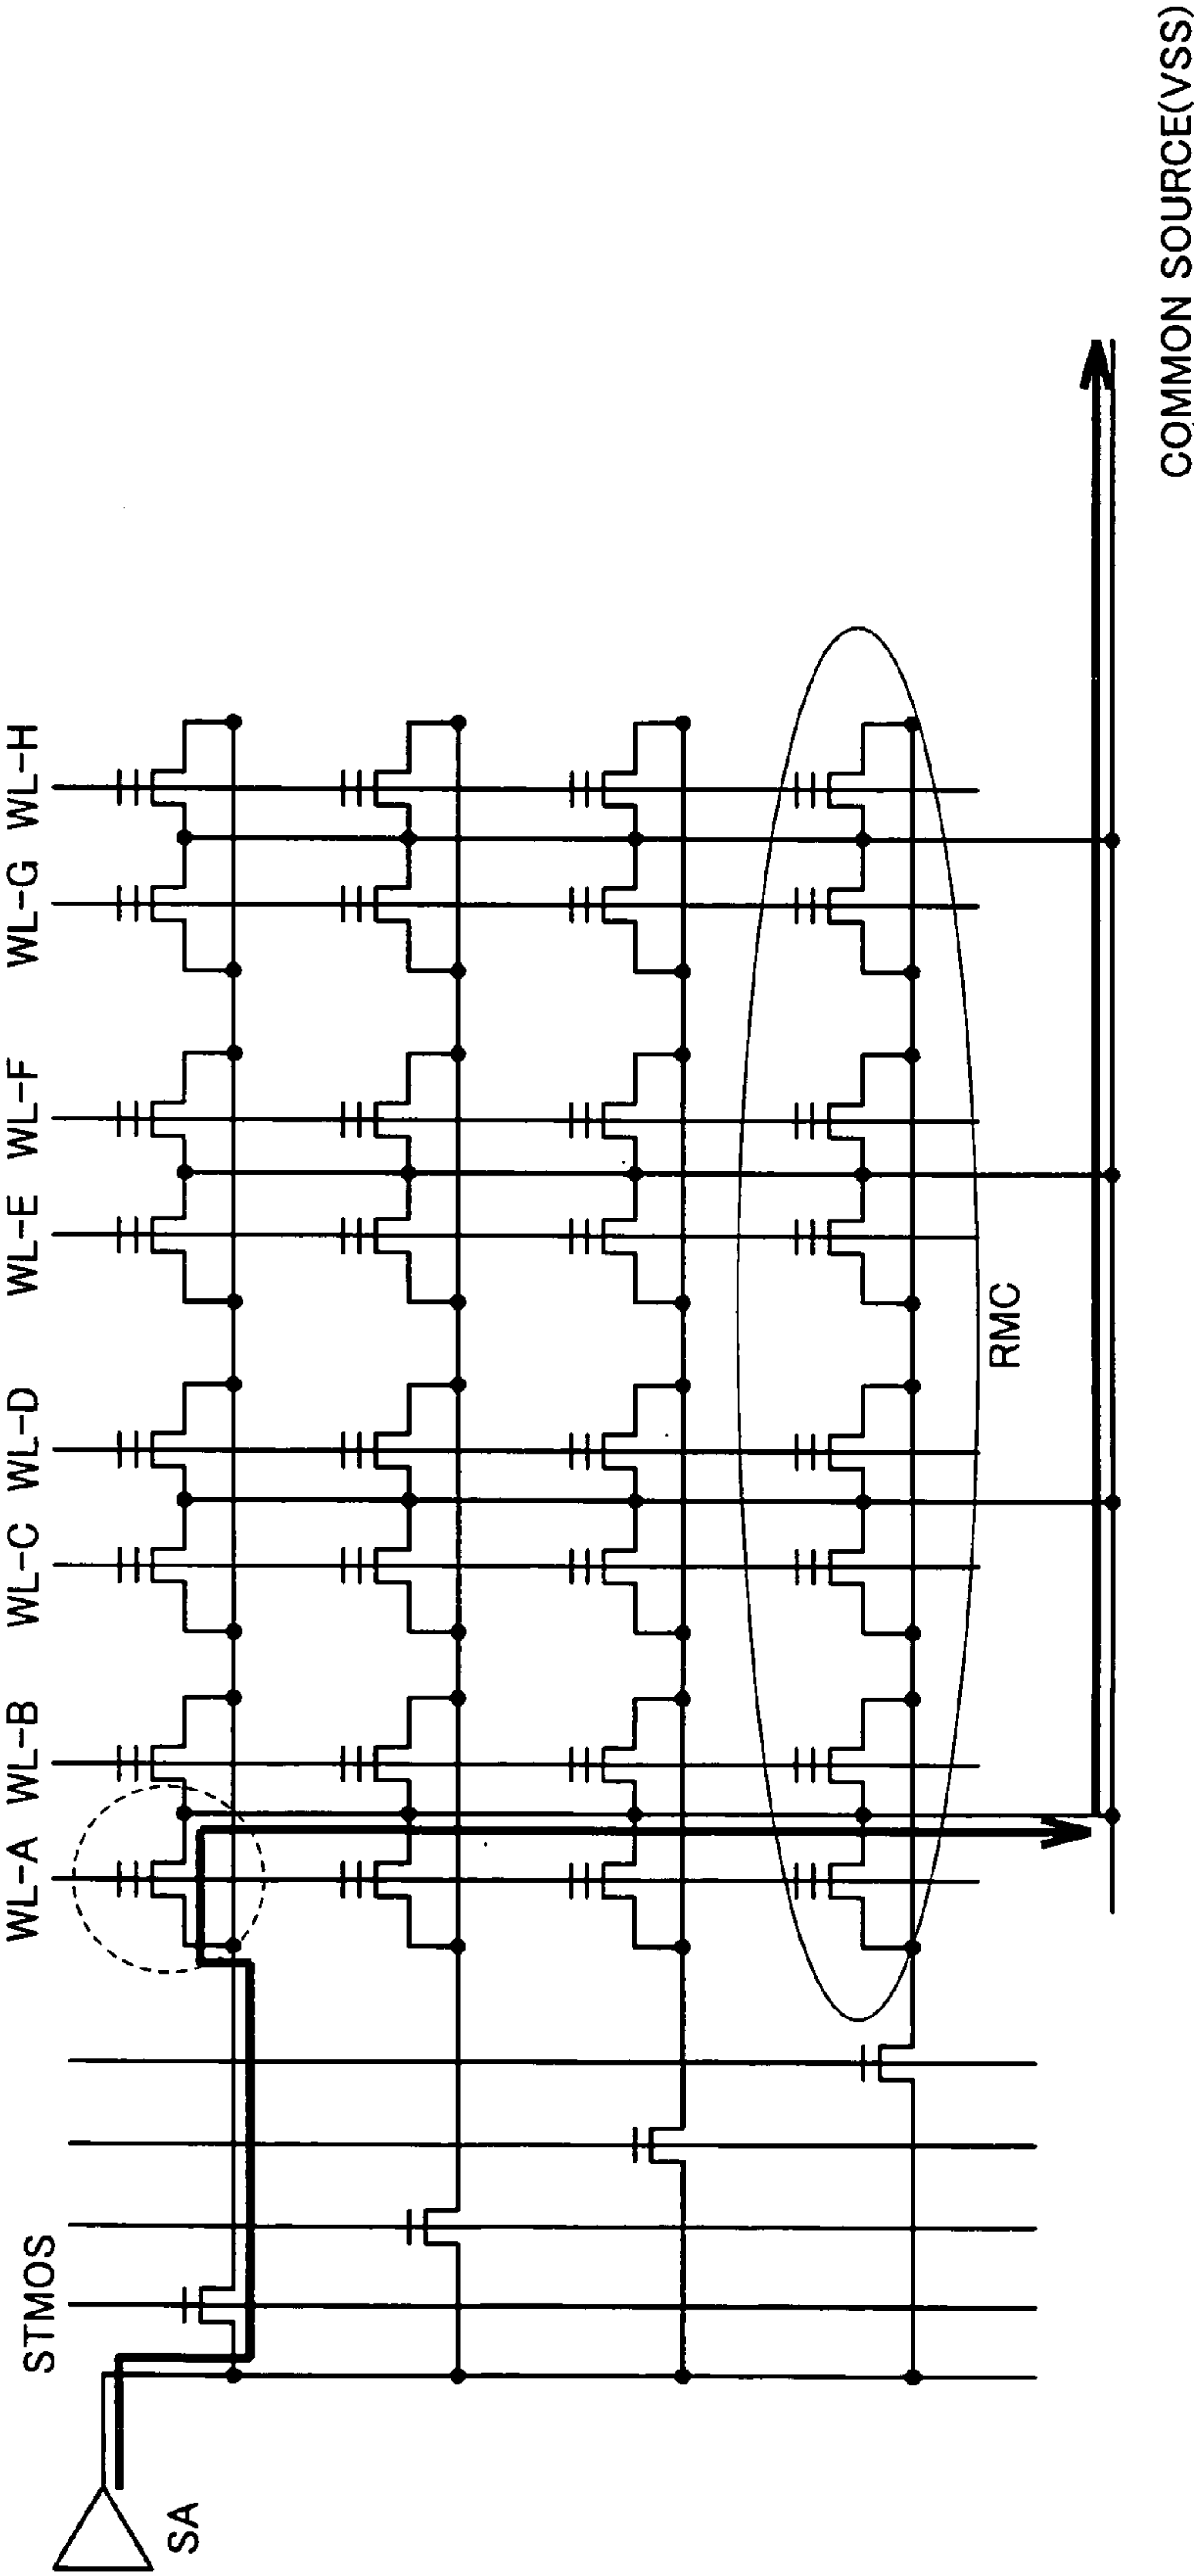 SA
STMOS
WL-A
WL-B
WL-C
WL-D
WL-E
WL-F
WL-G
WL-H
RMC
COMMON SOURCE(VSS)